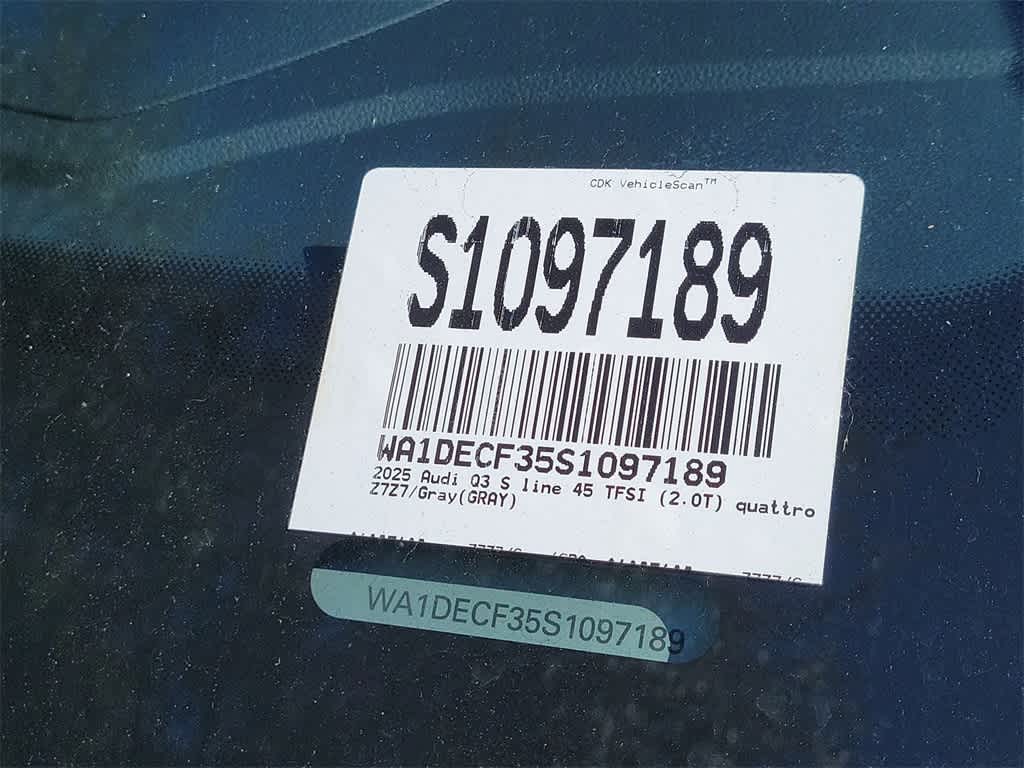 CDK VehicleScan™
S1097189
WA1DECF35S1097189
2025 Audi Q3 S line 45 TFSI (2.0T) quattro
Z7Z7/Gray(GRAY)
WA1DECF35S1097189